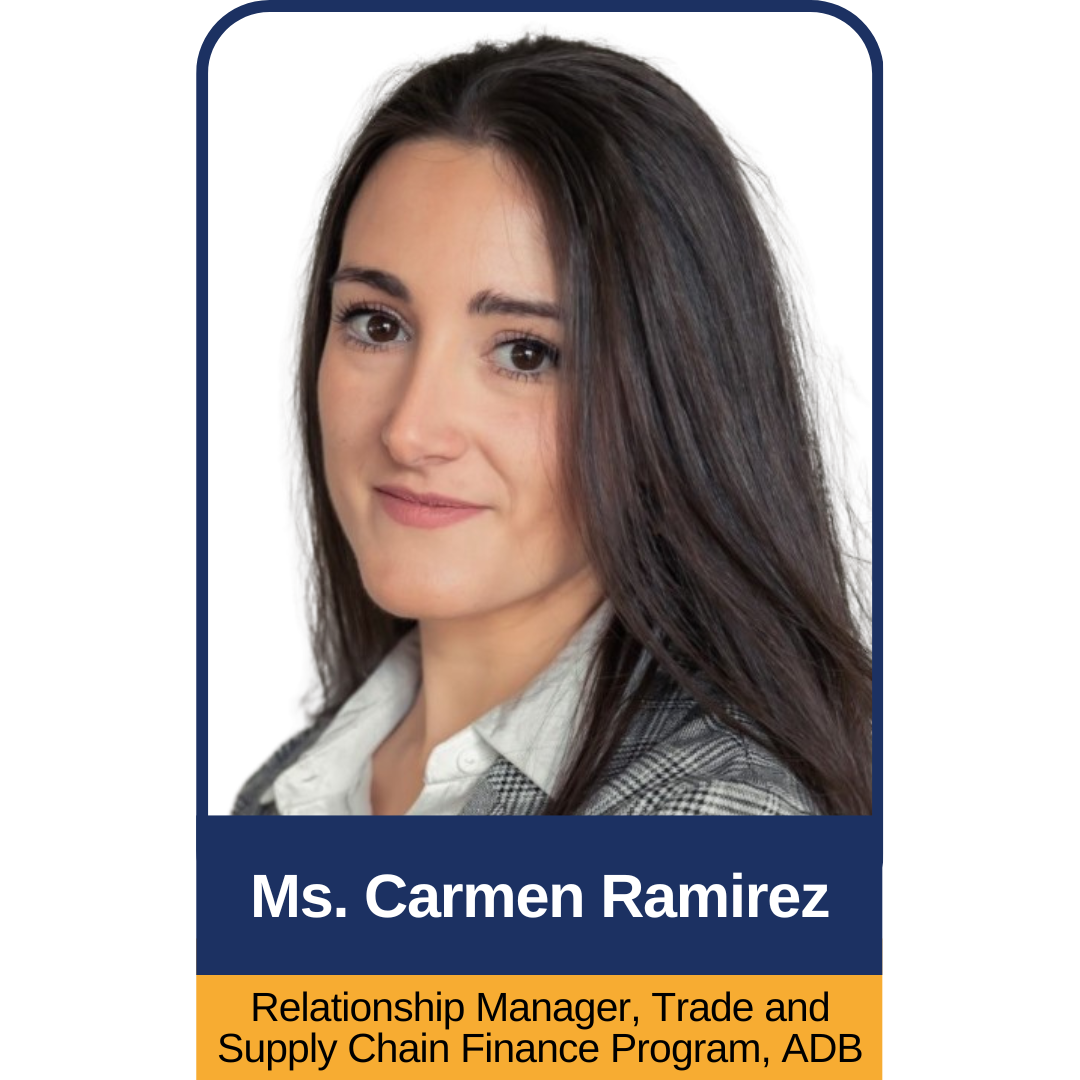 Ms. Carmen Ramirez
Relationship Manager, Trade and
Supply Chain Finance Program, ADB